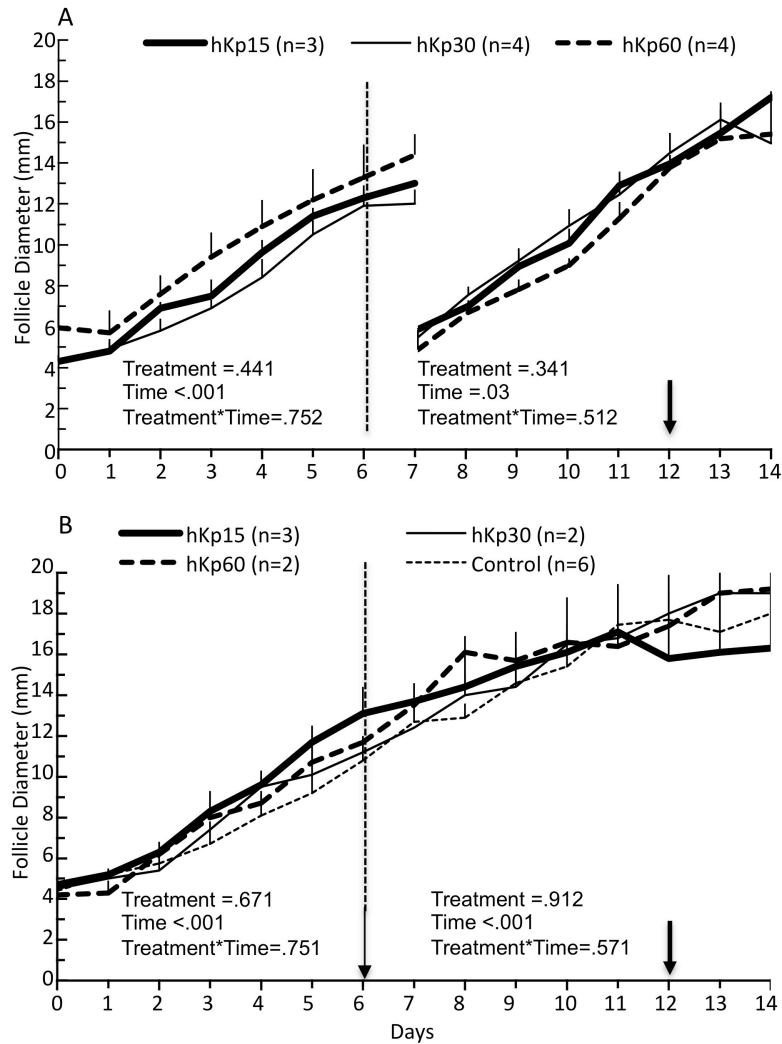 A
hKp15 (n=3) hKp30 (n=4) hKp60 (n=4)
Follicle Diameter (mm)
20
18
16
14
12
10
8
6
4
2
0
Treatment =.441
Time <.001
Treatment*Time=.752
Treatment =.341
Time =.03
Treatment*Time=.512
0 1 2 3 4 5 6 7 8 9 10 11 12 13 14
B
hKp15 (n=3) hKp30 (n=2)
hKp60 (n=2) Control (n=6)
Follicle Diameter (mm)
20
18
16
14
12
10
8
6
4
2
0
Treatment =.671
Time <.001
Treatment*Time=.751
Treatment =.912
Time <.001
Treatment*Time=.571
0 1 2 3 4 5 6 7 8 9 10 11 12 13 14
Days